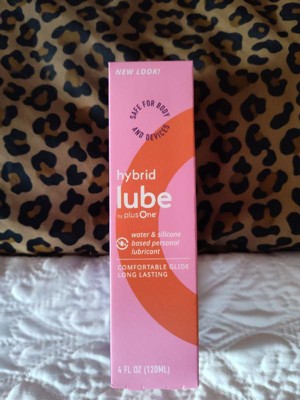 NEW LOOK!
SAFE FOR BODY
AND DEVICES
hybrid
lube
by plusOne
water & silicone
based personal
lubricant
COMFORTABLE GLIDE
LONG LASTING
4 FL OZ (120ML)